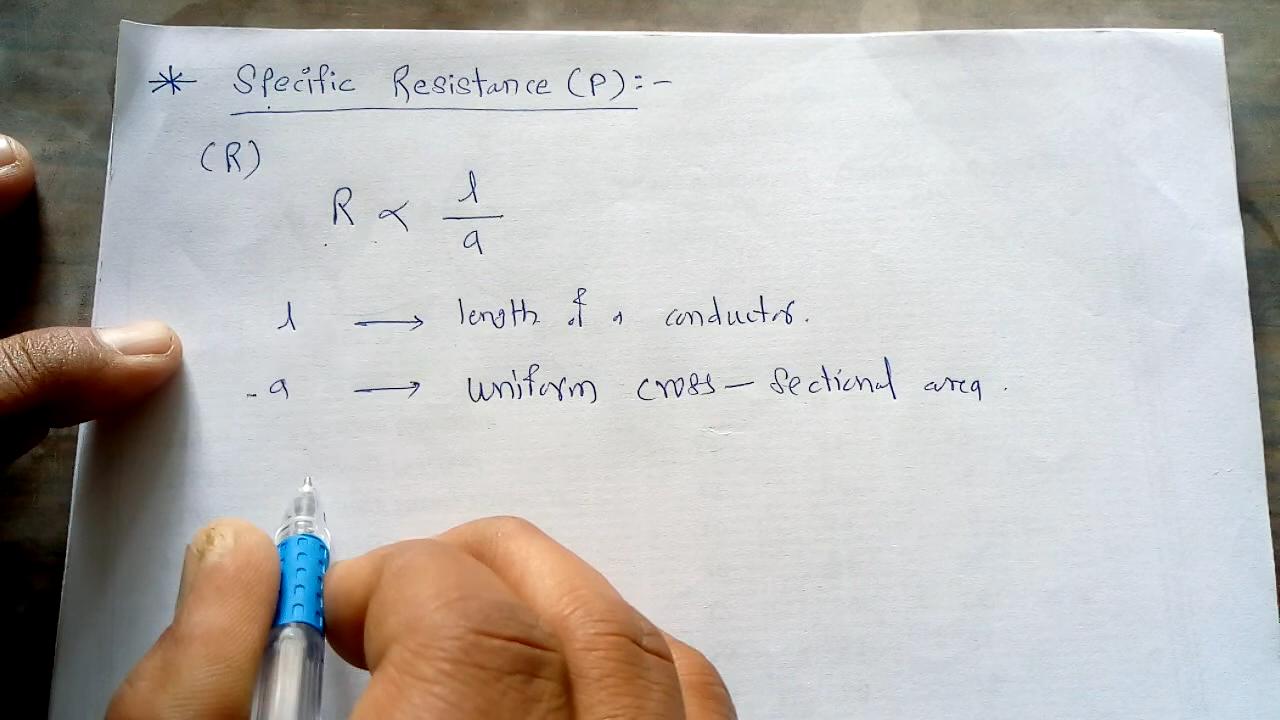 * Specific Resistance (ρ):-
(R)
R ∝ l/a
l → length of a conductor.
a → uniform cross-sectional area.